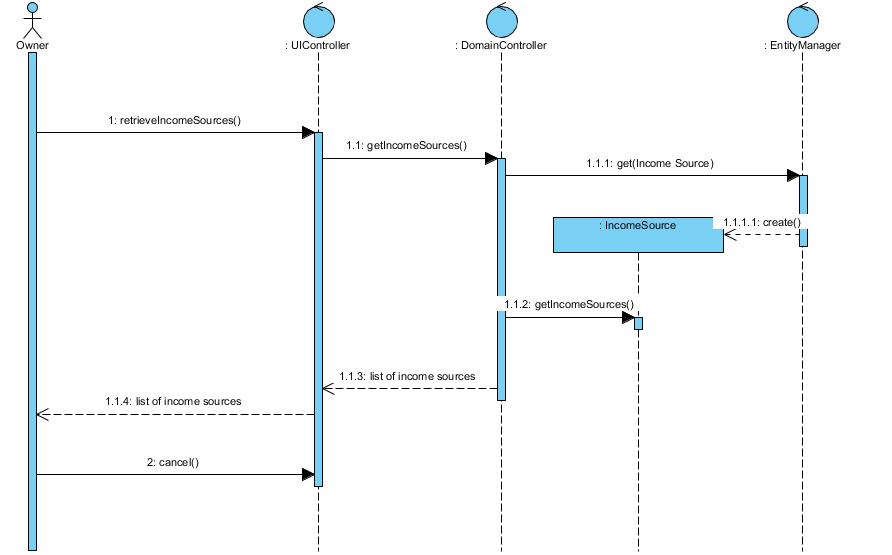 Owner
: UIController
: DomainController
: EntityManager
1: retrieveIncomeSources()
1.1: getIncomeSources()
1.1.1: get(Income Source)
1.1.1.1: create()
: IncomeSource
1.1.2: getIncomeSources()
1.1.3: list of income sources
1.1.4: list of income sources
2: cancel()